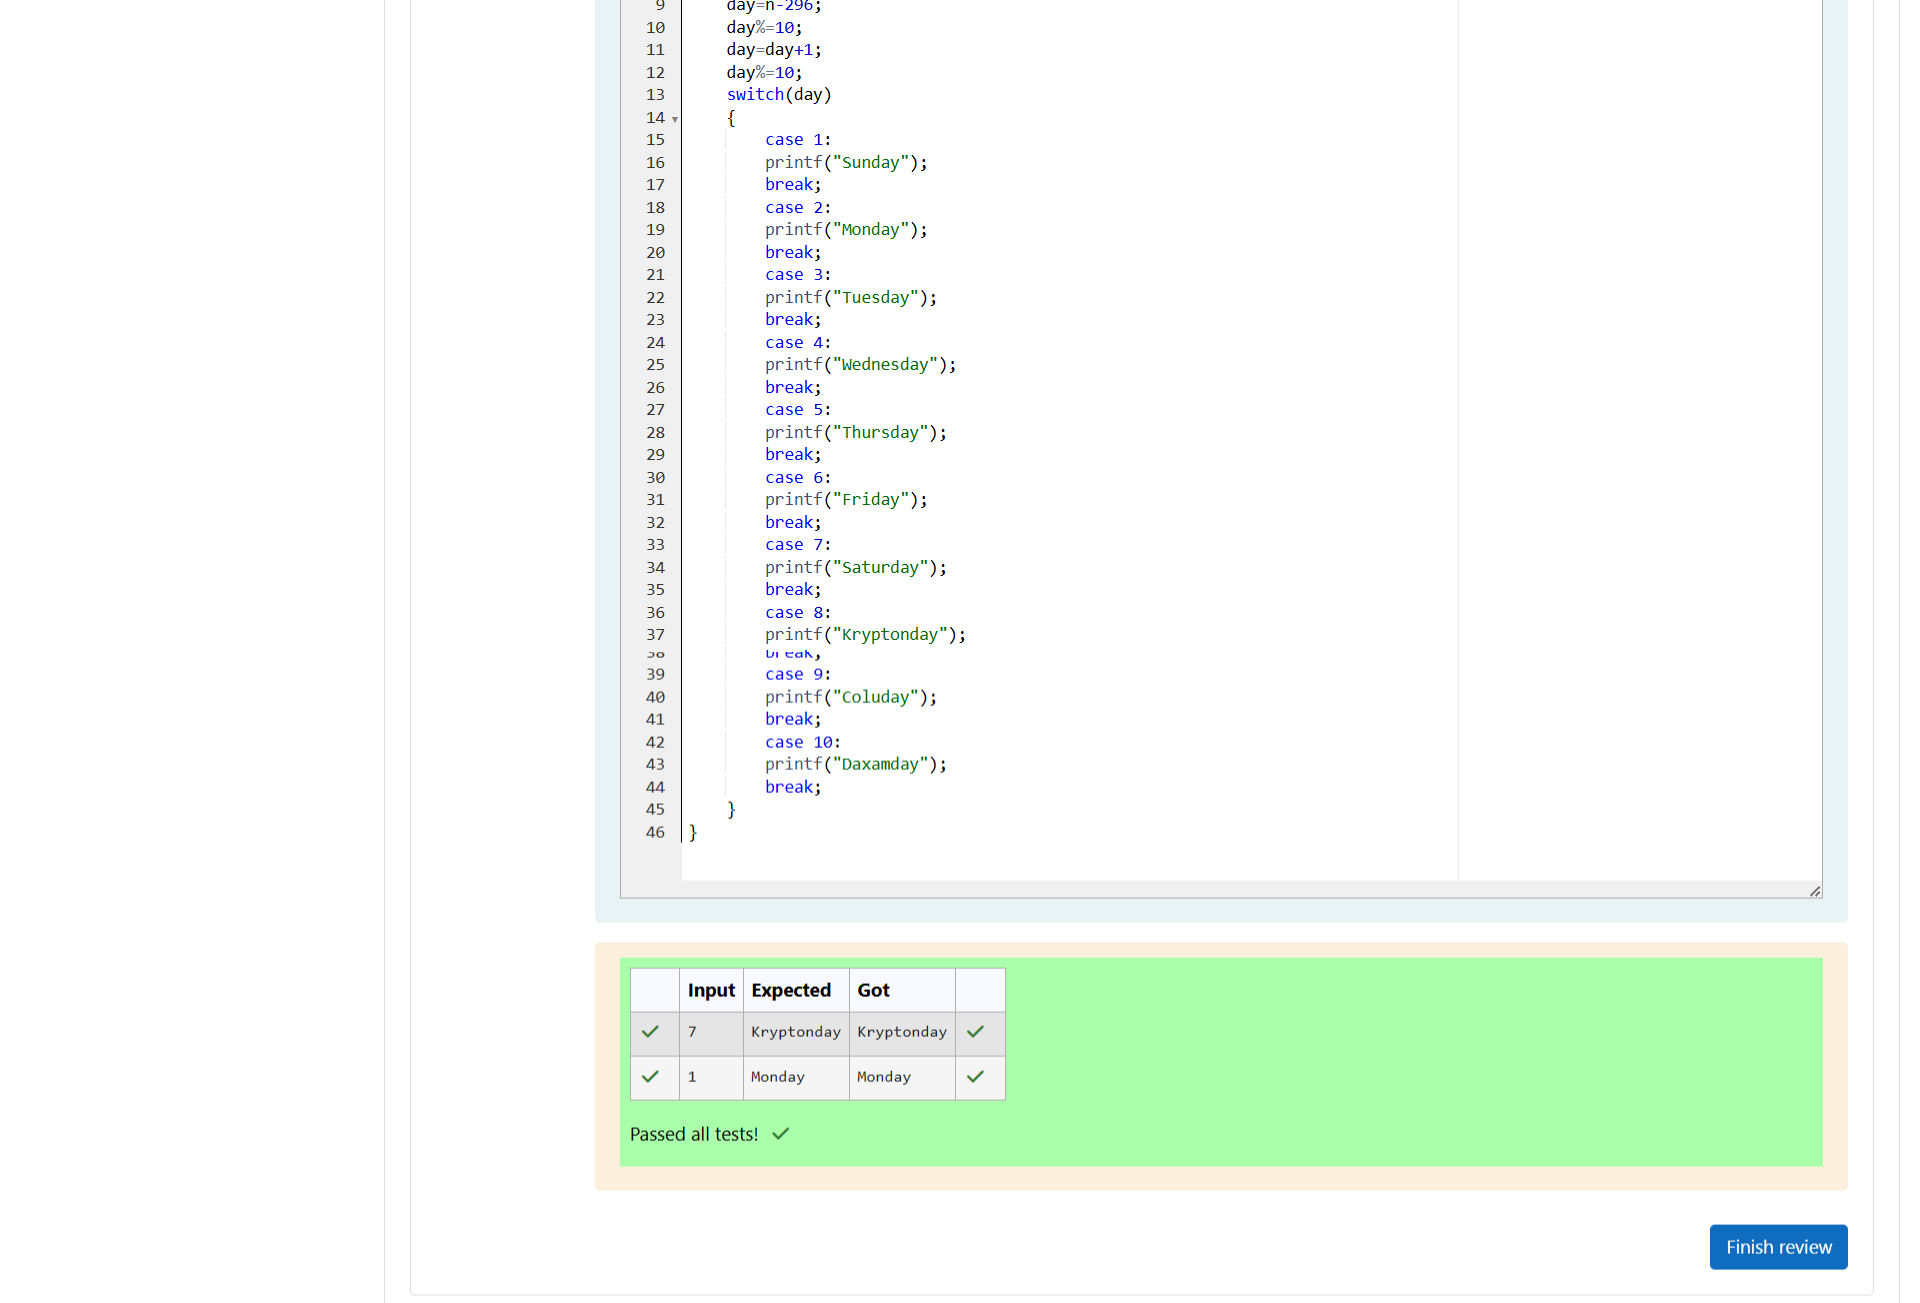 9 day=n-296;
10 day%=10;
11 day=day+1;
12 day%=10;
13 switch(day)
14 {
15 case 1:
16 printf("Sunday");
17 break;
18 case 2:
19 printf("Monday");
20 break;
21 case 3:
22 printf("Tuesday");
23 break;
24 case 4:
25 printf("Wednesday");
26 break;
27 case 5:
28 printf("Thursday");
29 break;
30 case 6:
31 printf("Friday");
32 break;
33 case 7:
34 printf("Saturday");
35 break;
36 case 8:
37 printf("Kryptonday");
38 break;
39 case 9:
40 printf("Coluday");
41 break;
42 case 10:
43 printf("Daxamday");
44 break;
45 }
46 }
Input Expected Got
7 Kryptonday Kryptonday
1 Monday Monday
Passed all tests!
Finish review